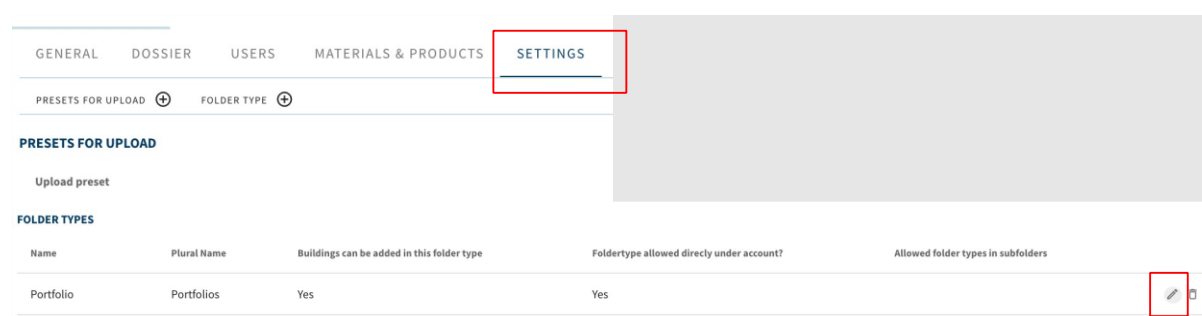 GENERAL DOSSIER USERS MATERIALS & PRODUCTS SETTINGS
PRESETS FOR UPLOAD FOLDER TYPE
PRESETS FOR UPLOAD
Upload preset
FOLDER TYPES
Name Plural Name Buildings can be added in this folder type Foldertype allowed direcly under account? Allowed folder types in subfolders
Portfolio Portfolios Yes Yes